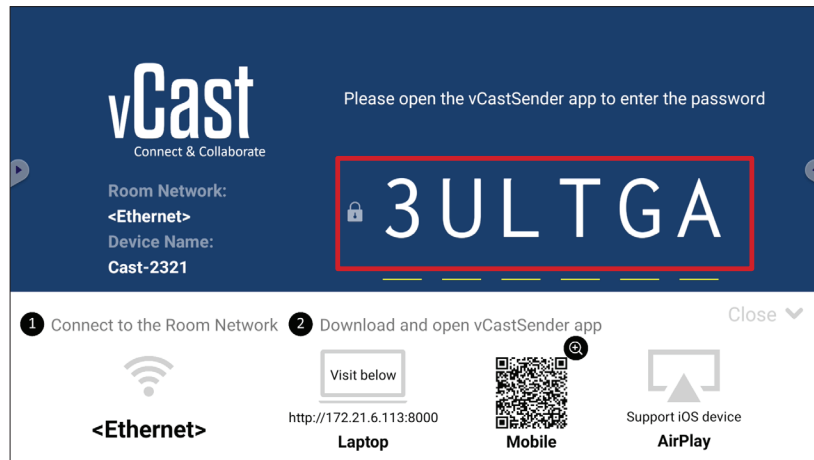 vCast
Connect & Collaborate
Please open the vCastSender app to enter the password
Room Network:
<Ethernet>
Device Name:
Cast-2321
3ULTGA
1 Connect to the Room Network
2 Download and open vCastSender app
Close
<Ethernet>
Visit below
http://172.21.6.113:8000
Laptop
Mobile
Support iOS device
AirPlay